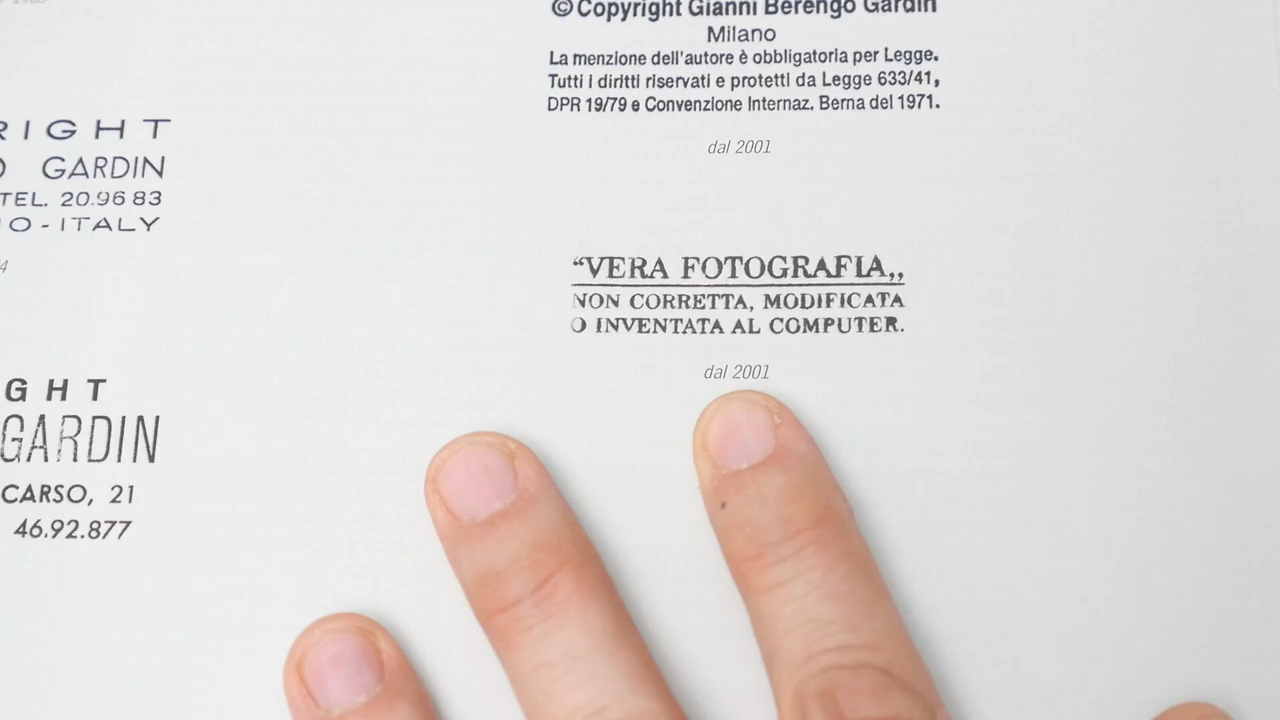 RIGHT
GARDIN
TEL. 20.96 83
O-ITALY
4
GHT
GARDIN
CARSO, 21
46.92.877
©Copyright Gianni Berengo Gardin
Milano
La menzione dell'autore è obbligatoria per Legge.
Tutti i diritti riservati e protetti da Legge 633/41,
DPR 19/79 e Convenzione Internaz. Berna del 1971.
dal 2001
“VERA FOTOGRAFIA„
NON CORRETTA, MODIFICATA
O INVENTATA AL COMPUTER.
dal 2001